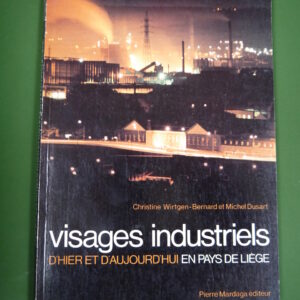 Christine Wirtgen-Bernard et Michel Dusart
visages industriels
D'HIER ET D'AUJOURD'HUI EN PAYS DE LIÈGE
Pierre Mardaga éditeur